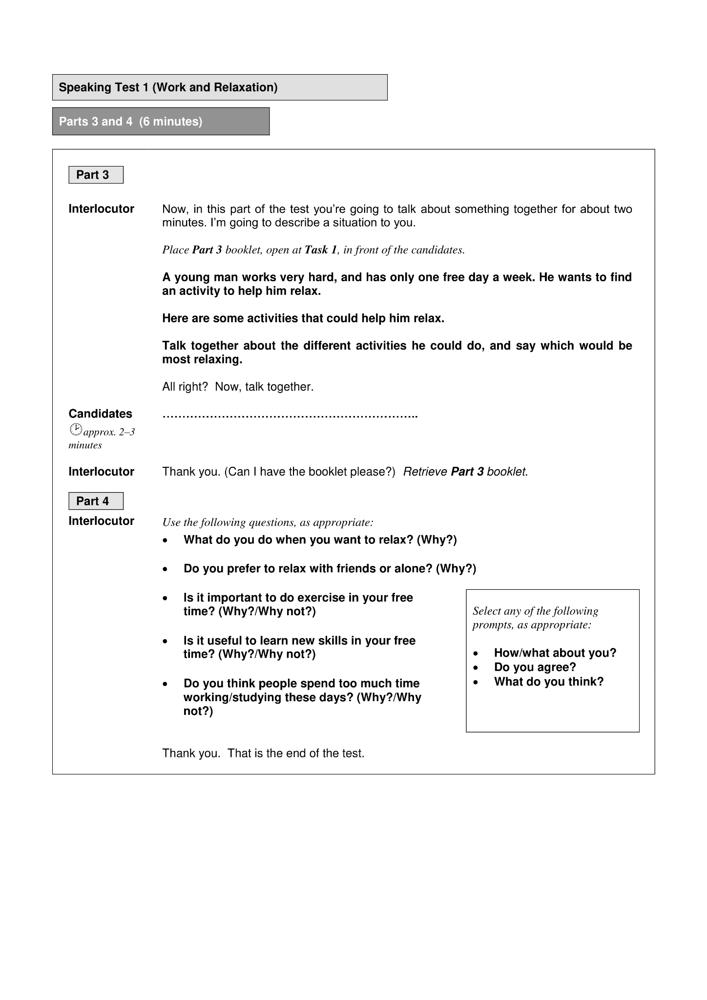 Speaking Test 1 (Work and Relaxation)
Parts 3 and 4 (6 minutes)
Part 3
Interlocutor
Now, in this part of the test you’re going to talk about something together for about two
minutes. I’m going to describe a situation to you.
Place Part 3 booklet, open at Task 1, in front of the candidates.
A young man works very hard, and has only one free day a week. He wants to find
an activity to help him relax.
Here are some activities that could help him relax.
Talk together about the different activities he could do, and say which would be
most relaxing.
All right? Now, talk together.
Candidates
………………………………………………………..
approx. 2–3
minutes
Interlocutor
Thank you. (Can I have the booklet please?) Retrieve Part 3 booklet.
Part 4
Interlocutor
Use the following questions, as appropriate:
• What do you do when you want to relax? (Why?)
• Do you prefer to relax with friends or alone? (Why?)
• Is it important to do exercise in your free
time? (Why?/Why not?)
• Is it useful to learn new skills in your free
time? (Why?/Why not?)
• Do you think people spend too much time
working/studying these days? (Why?/Why
not?)
Select any of the following
prompts, as appropriate:
• How/what about you?
• Do you agree?
• What do you think?
Thank you. That is the end of the test.